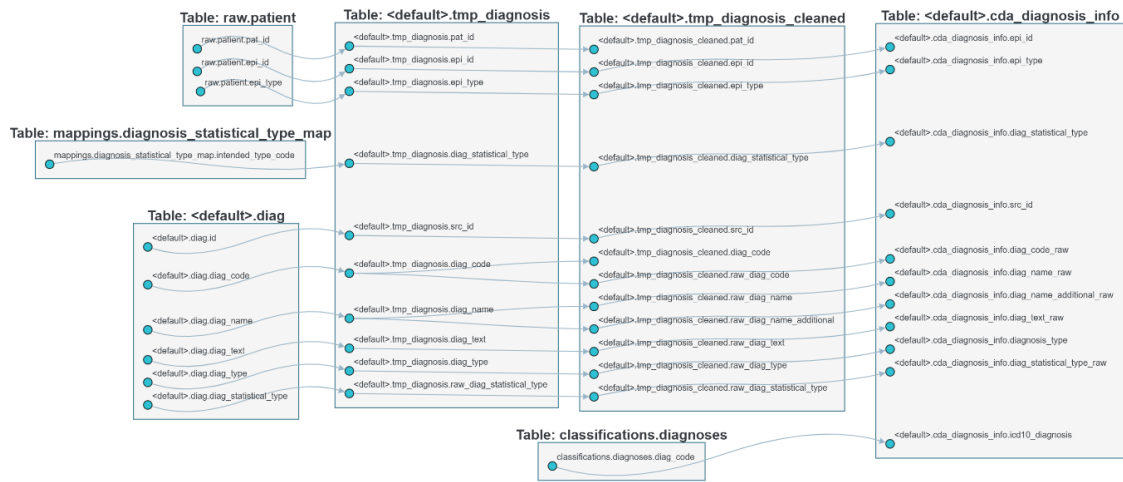 Table: raw.patient
raw.patient.pat_id
raw.patient.epi_id
raw.patient.epi_type
Table: mappings.diagnosis_statistical_type_map
mappings.diagnosis_statistical_type_map.intended_type_code
Table: <default>.diag
<default>.diag.id
<default>.diag.diag_code
<default>.diag.diag_name
<default>.diag.diag_text
<default>.diag.diag_type
<default>.diag.diag_statistical_type
Table: <default>.tmp_diagnosis
<default>.tmp_diagnosis.pat_id
<default>.tmp_diagnosis.epi_id
<default>.tmp_diagnosis.epi_type
<default>.tmp_diagnosis.diag_statistical_type
<default>.tmp_diagnosis.src_id
<default>.tmp_diagnosis.diag_code
<default>.tmp_diagnosis.diag_name
<default>.tmp_diagnosis.diag_text
<default>.tmp_diagnosis.diag_type
<default>.tmp_diagnosis.raw_diag_statistical_type
Table: <default>.tmp_diagnosis_cleaned
<default>.tmp_diagnosis_cleaned.pat_id
<default>.tmp_diagnosis_cleaned.epi_id
<default>.tmp_diagnosis_cleaned.epi_type
<default>.tmp_diagnosis_cleaned.diag_statistical_type
<default>.tmp_diagnosis_cleaned.src_id
<default>.tmp_diagnosis_cleaned.diag_code
<default>.tmp_diagnosis_cleaned.raw_diag_code
<default>.tmp_diagnosis_cleaned.raw_diag_name
<default>.tmp_diagnosis_cleaned.raw_diag_name_additional
<default>.tmp_diagnosis_cleaned.raw_diag_text
<default>.tmp_diagnosis_cleaned.raw_diag_type
<default>.tmp_diagnosis_cleaned.raw_diag_statistical_type
Table: classifications.diagnoses
classifications.diagnoses.diag_code
Table: <default>.cda_diagnosis_info
<default>.cda_diagnosis_info.epi_id
<default>.cda_diagnosis_info.epi_type
<default>.cda_diagnosis_info.diag_statistical_type
<default>.cda_diagnosis_info.src_id
<default>.cda_diagnosis_info.diag_code_raw
<default>.cda_diagnosis_info.diag_name_raw
<default>.cda_diagnosis_info.diag_name_additional_raw
<default>.cda_diagnosis_info.diag_text_raw
<default>.cda_diagnosis_info.diagnosis_type
<default>.cda_diagnosis_info.diag_statistical_type_raw
<default>.cda_diagnosis_info.icd10_diagnosis